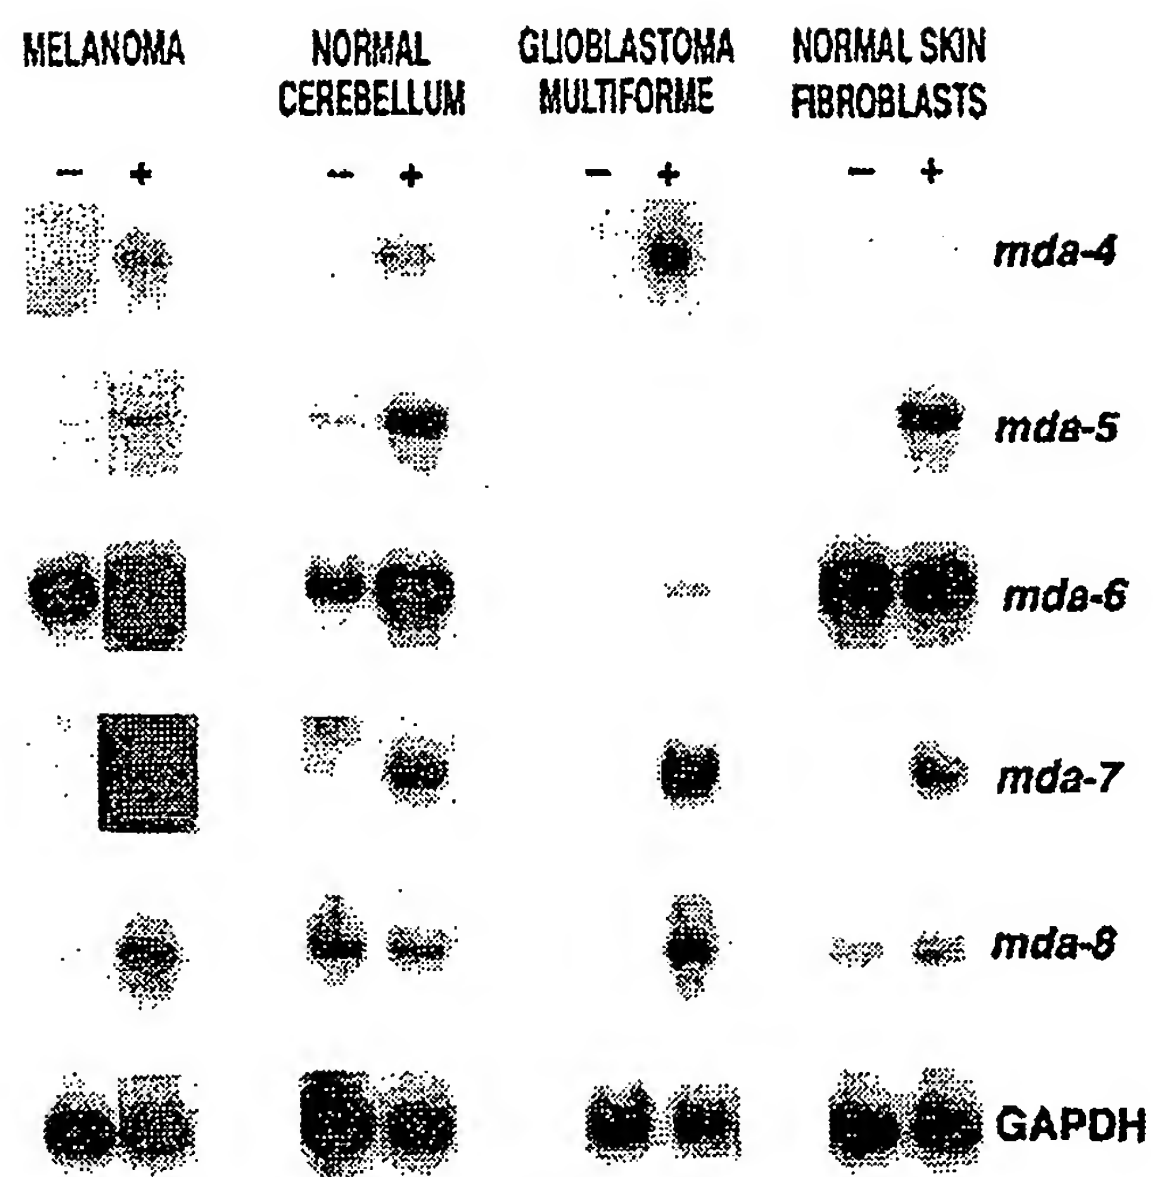 MELANOMA NORMAL GLIOBLASTOMA NORMAL SKIN
CEREBELLUM MULTIFORME FIBROBLASTS
- + - + - + - +
mda-4
mda-5
mda-6
mda-7
mda-8
GAPDH